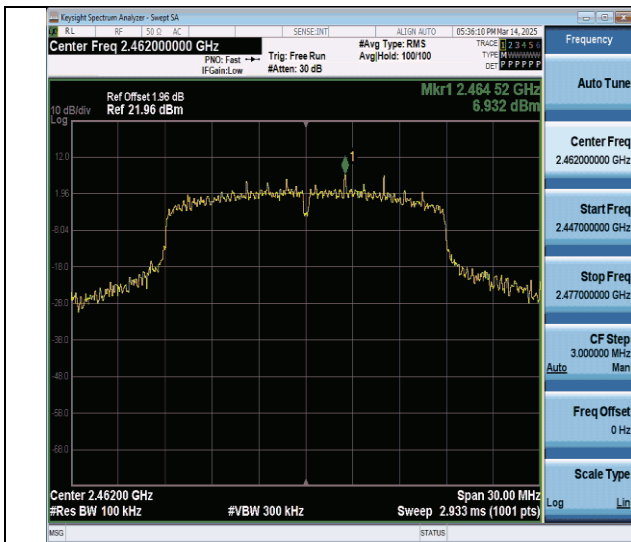 Keysight Spectrum Analyzer - Swept SA
RL RF 50 Ω AC SENSE:INT ALIGN AUTO 05:36:10 PM Mar 14, 2025
Center Freq 2.462000000 GHz
PNO: Fast
IFGain:Low
Trig: Free Run
#Atten: 30 dB
#Avg Type: RMS
Avg|Hold: 100/100
TRACE 1 2 3 4 5 6
TYPE M W W W W W
DET P P P P P P
Ref Offset 1.96 dB
Ref 21.96 dBm
10 dB/div
Log
Mkr1 2.464 52 GHz
6.932 dBm
1
12.0
1.96
-8.04
-18.0
-28.0
-38.0
-48.0
-58.0
-68.0
Center 2.46200 GHz
Span 30.00 MHz
#Res BW 100 kHz
#VBW 300 kHz
Sweep 2.933 ms (1001 pts)
MSG
STATUS
Frequency
Auto Tune
Center Freq
2.462000000 GHz
Start Freq
2.447000000 GHz
Stop Freq
2.477000000 GHz
CF Step
3.000000 MHz
Auto Man
Freq Offset
0 Hz
Scale Type
Log Lin